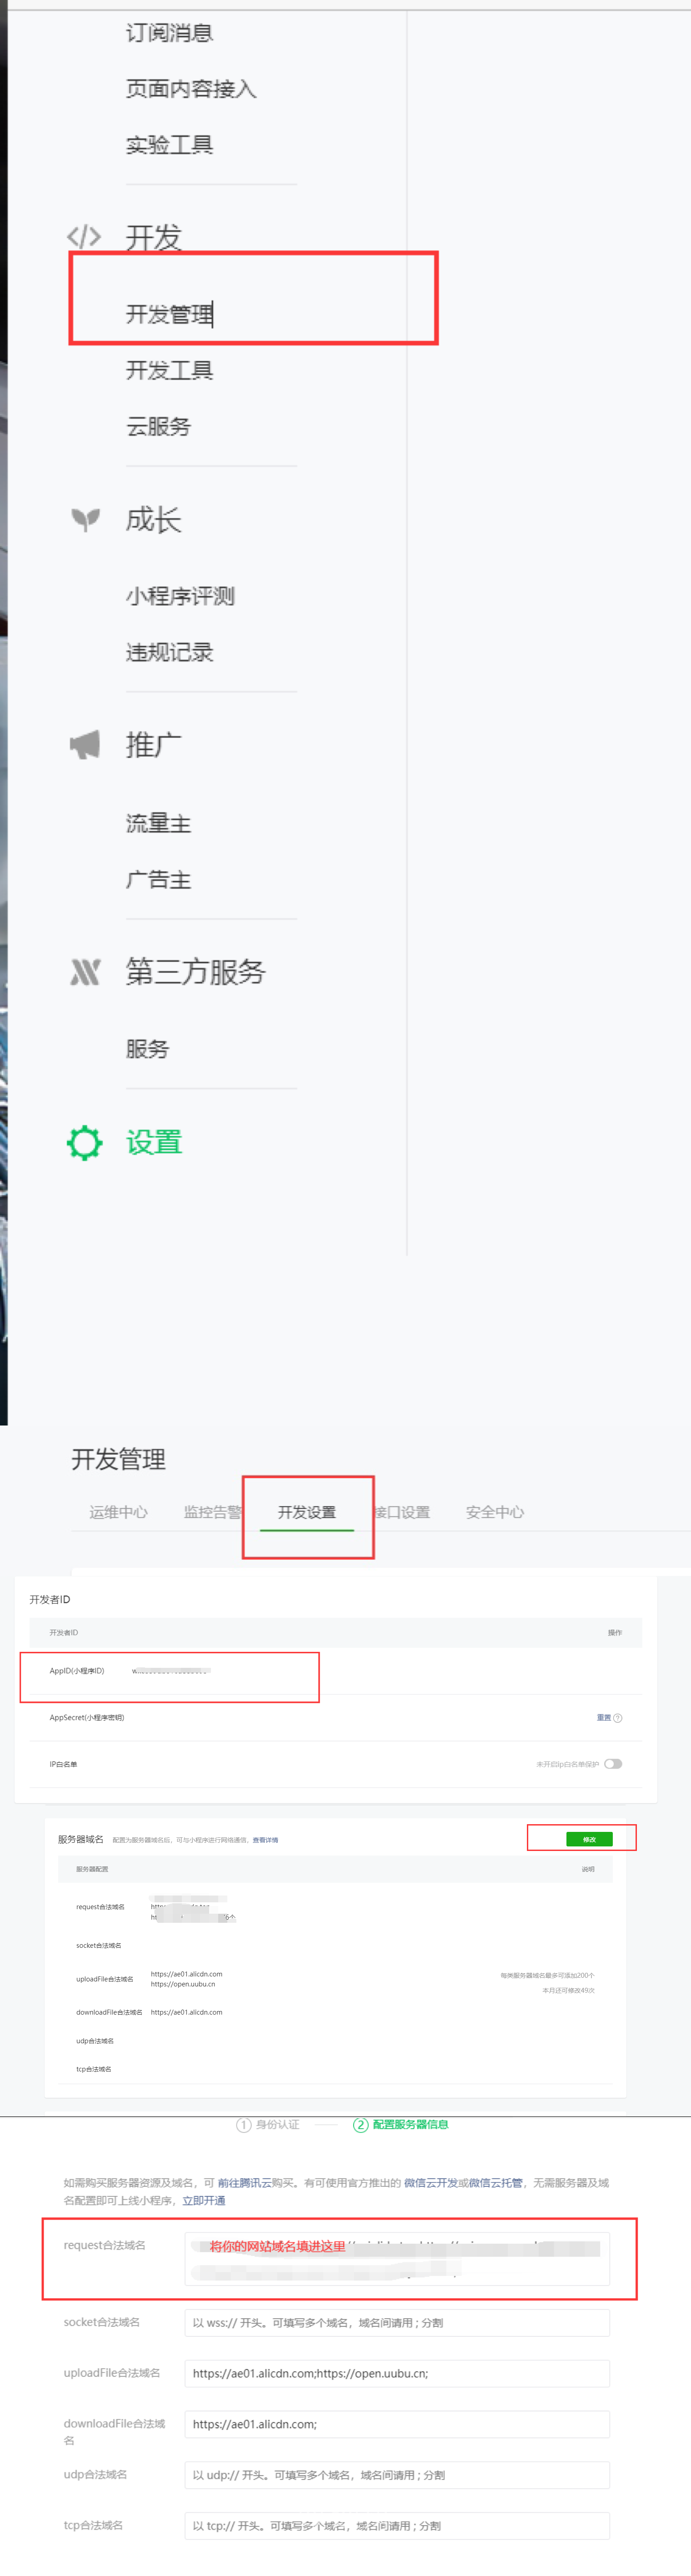 订阅消息
页面内容接入
实验工具
开发
开发管理
开发工具
云服务
成长
小程序评测
违规记录
推广
流量主
广告主
第三方服务
服务
设置
开发管理
运维中心 监控告警 开发设置 接口设置 安全中心
开发者ID
开发者ID 操作
AppID(小程序ID)
AppSecret(小程序密钥) 重置
IP白名单 未开启ip白名单保护
服务器域名 配置为服务器域名后，可与小程序进行网络通信，查看详情 修改
服务器配置 说明
request合法域名
socket合法域名
uploadFile合法域名 https://ae01.alicdn.com
https://open.uubu.cn
每类服务器域名最多可添加200个
本月还可修改49次
downloadFile合法域名 https://ae01.alicdn.com
udp合法域名
tcp合法域名
1 身份认证 2 配置服务器信息
如需购买服务器资源及域名，可 前往腾讯云购买。有可使用官方推出的 微信云开发或微信云托管，无需服务器及域
名配置即可上线小程序，立即开通
request合法域名 将你的网站域名填进这里
socket合法域名 以 wss:// 开头。可填写多个域名，域名间请用 ; 分割
uploadFile合法域名 https://ae01.alicdn.com;https://open.uubu.cn;
downloadFile合法域
名
https://ae01.alicdn.com;
udp合法域名 以 udp:// 开头。可填写多个域名，域名间请用 ; 分割
tcp合法域名 以 tcp:// 开头。可填写多个域名，域名间请用 ; 分割